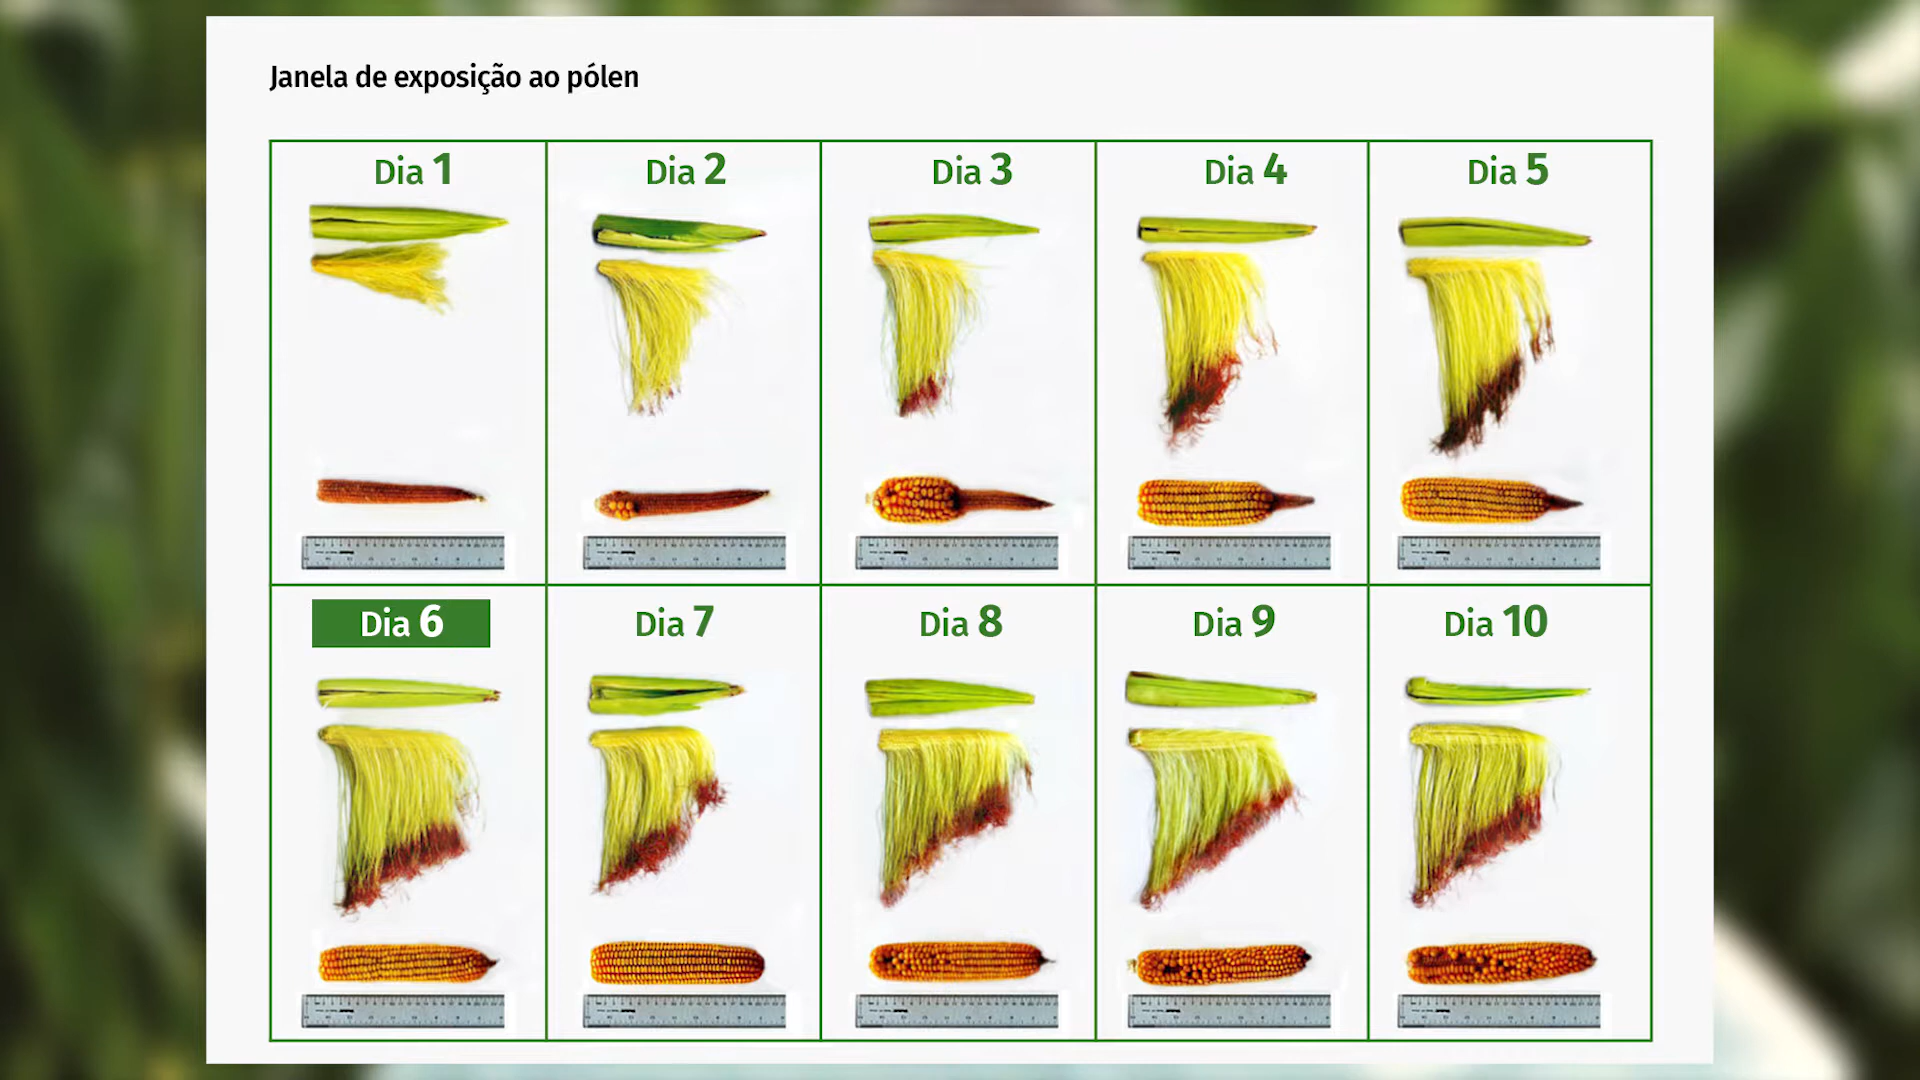 Janela de exposição ao pólen
Dia 1
Dia 2
Dia 3
Dia 4
Dia 5
Dia 6
Dia 7
Dia 8
Dia 9
Dia 10